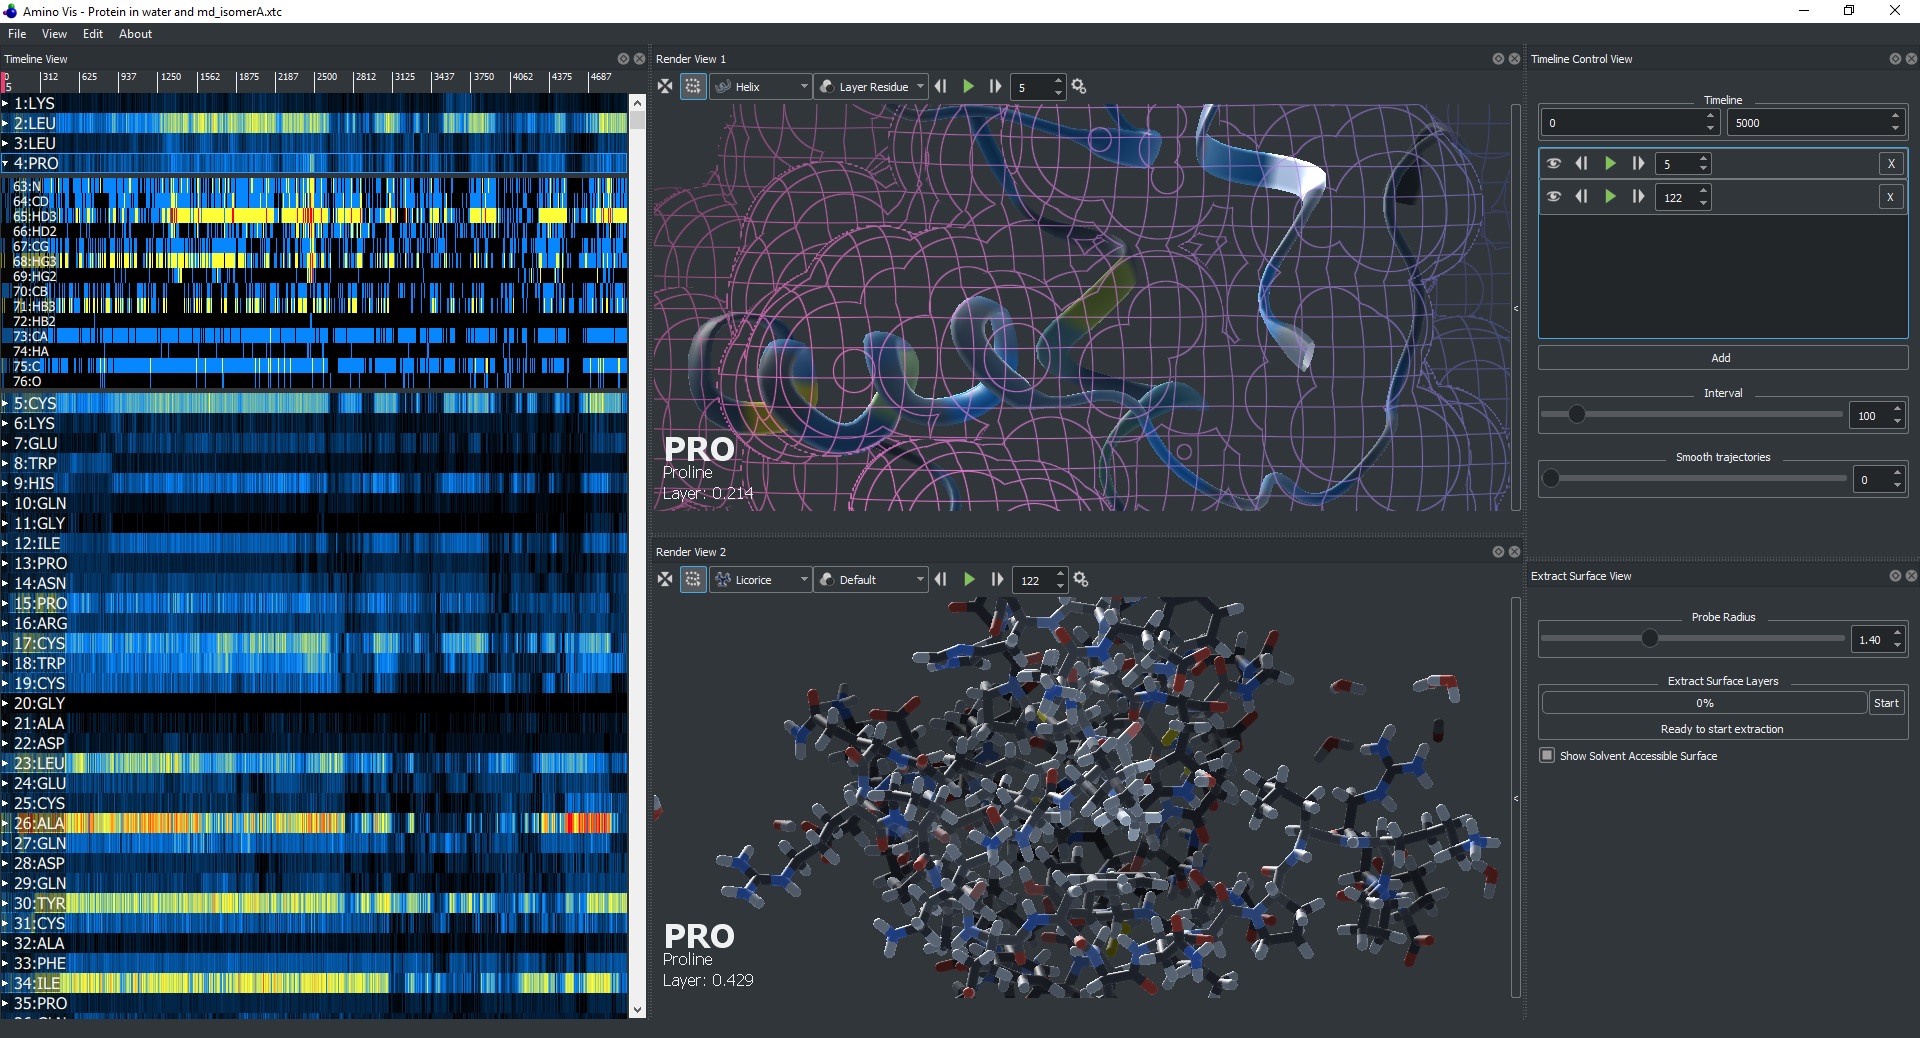 Amino Vis - Protein in water and md_isomerA.xtc
File View Edit About
Timeline View
0 312 625 937 1250 1562 1875 2187 2500 2812 3125 3437 3750 4062 4375 4687
5
1:LYS
2:LEU
3:LEU
4:PRO
63:N
64:CD
65:HD3
66:HD2
67:CG
68:HG3
69:HG2
70:CB
71:HB3
72:HB2
73:CA
74:HA
75:C
76:O
5:CYS
6:LYS
7:GLU
8:TRP
9:HIS
10:GLN
11:GLY
12:ILE
13:PRO
14:ASN
15:PRO
16:ARG
17:CYS
18:TRP
19:CYS
20:GLY
21:ALA
22:ASP
23:LEU
24:GLU
25:CYS
26:ALA
27:GLN
28:ASP
29:GLN
30:TYR
31:CYS
32:ALA
33:PHE
34:ILE
35:PRO
Render View 1
Helix Layer Residue 5
PRO
Proline
Layer: 0.214
Render View 2
Licorice Default 122
PRO
Proline
Layer: 0.429
Timeline Control View
Timeline
0 5000
5 X
122 X
Add
Interval
100
Smooth trajectories
0
Extract Surface View
Probe Radius
1.40
Extract Surface Layers
0% Start
Ready to start extraction
Show Solvent Accessible Surface